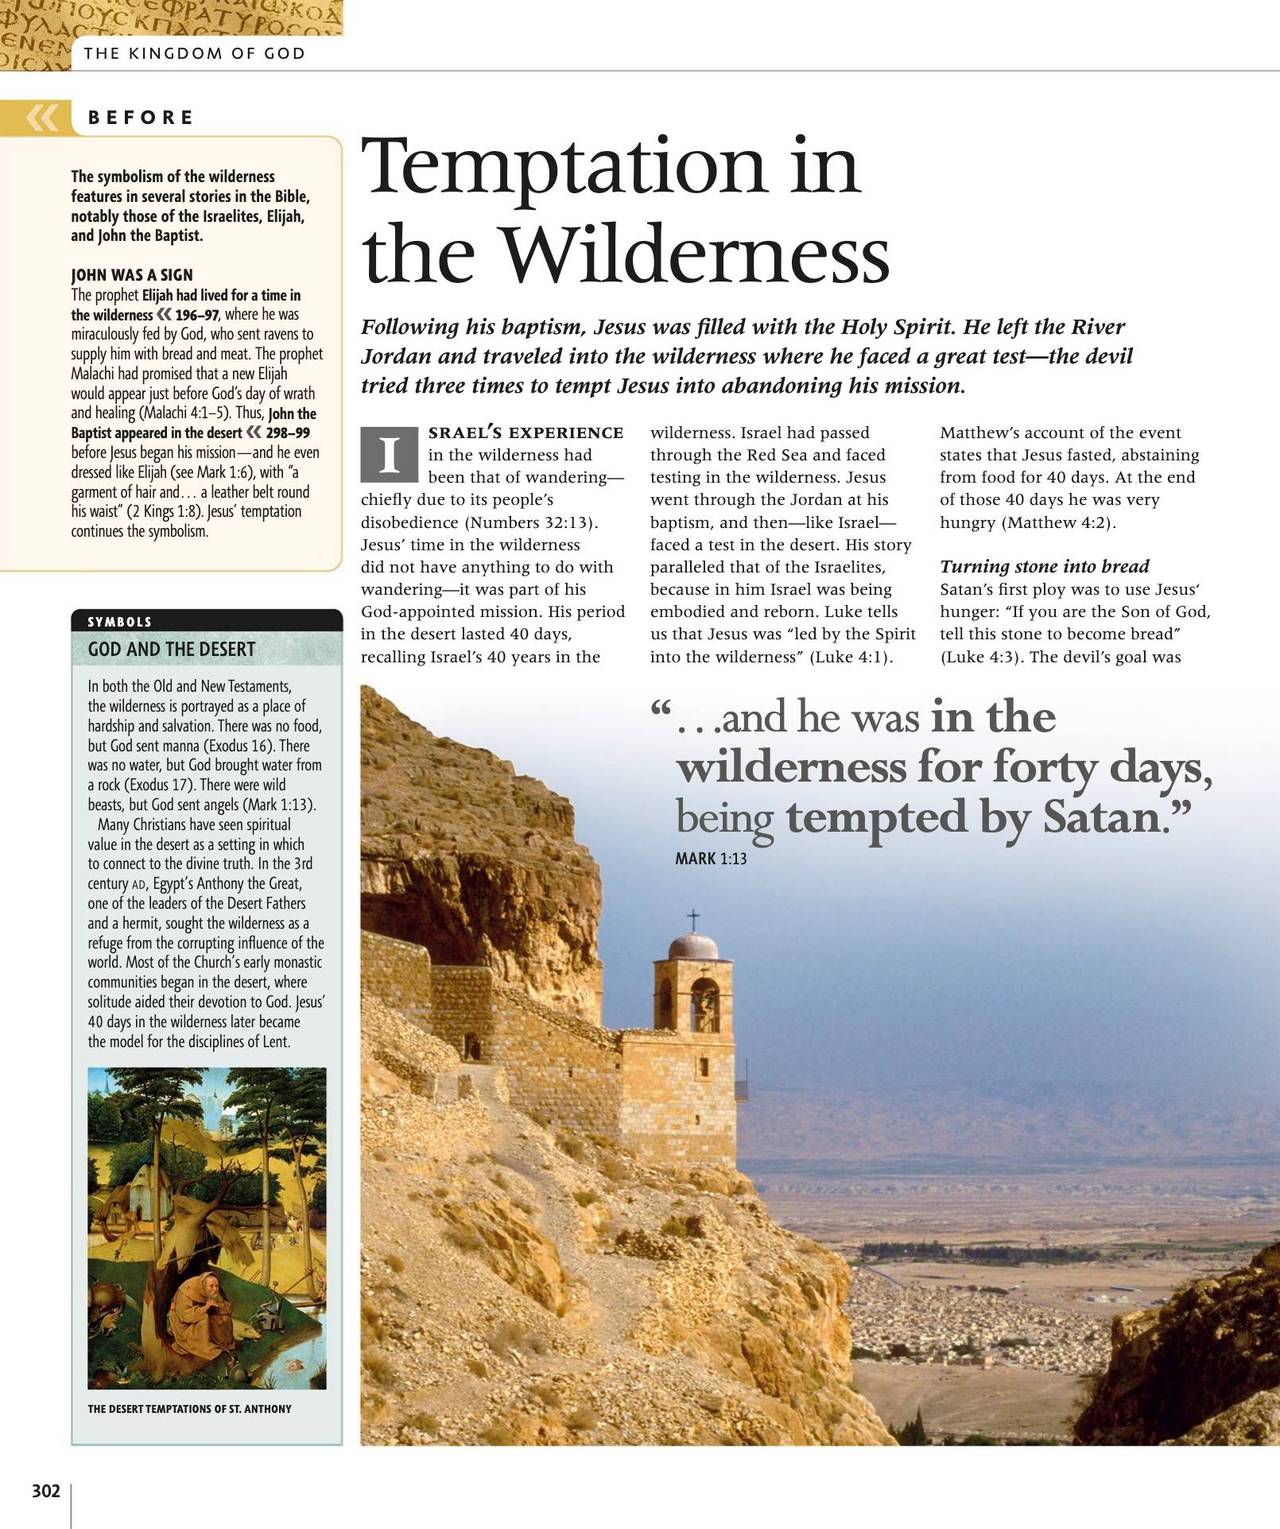 THE KINGDOM OF GOD
BEFORE
The symbolism of the wilderness
features in several stories in the Bible,
notably those of the Israelites, Elijah,
and John the Baptist.
JOHN WAS A SIGN
The prophet Elijah had lived for a time in
the wilderness « 196–97, where he was
miraculously fed by God, who sent ravens to
supply him with bread and meat. The prophet
Malachi had promised that a new Elijah
would appear just before God's day of wrath
and healing (Malachi 4:1–5). Thus, John the
Baptist appeared in the desert « 298–99
before Jesus began his mission—and he even
dressed like Elijah (see Mark 1:6), with “a
garment of hair and… a leather belt round
his waist” (2 Kings 1:8). Jesus’ temptation
continues the symbolism.
SYMBOLS
GOD AND THE DESERT
In both the Old and New Testaments,
the wilderness is portrayed as a place of
hardship and salvation. There was no food,
but God sent manna (Exodus 16). There
was no water, but God brought water from
a rock (Exodus 17). There were wild
beasts, but God sent angels (Mark 1:13).
Many Christians have seen spiritual
value in the desert as a setting in which
to connect to the divine truth. In the 3rd
century AD, Egypt’s Anthony the Great,
one of the leaders of the Desert Fathers
and a hermit, sought the wilderness as a
refuge from the corrupting influence of the
world. Most of the Church’s early monastic
communities began in the desert, where
solitude aided their devotion to God. Jesus’
40 days in the wilderness later became
the model for the disciplines of Lent.
THE DESERT TEMPTATIONS OF ST. ANTHONY
Temptation in
the Wilderness
Following his baptism, Jesus was filled with the Holy Spirit. He left the River
Jordan and traveled into the wilderness where he faced a great test—the devil
tried three times to tempt Jesus into abandoning his mission.
ISRAEL’S EXPERIENCE
in the wilderness had
been that of wandering—
chiefly due to its people’s
disobedience (Numbers 32:13).
Jesus’ time in the wilderness
did not have anything to do with
wandering—it was part of his
God-appointed mission. His period
in the desert lasted 40 days,
recalling Israel’s 40 years in the
wilderness. Israel had passed
through the Red Sea and faced
testing in the wilderness. Jesus
went through the Jordan at his
baptism, and then—like Israel—
faced a test in the desert. His story
paralleled that of the Israelites,
because in him Israel was being
embodied and reborn. Luke tells
us that Jesus was “led by the Spirit
into the wilderness” (Luke 4:1).
Matthew’s account of the event
states that Jesus fasted, abstaining
from food for 40 days. At the end
of those 40 days he was very
hungry (Matthew 4:2).
Turning stone into bread
Satan’s first ploy was to use Jesus‘
hunger: “If you are the Son of God,
tell this stone to become bread”
(Luke 4:3). The devil’s goal was
“…and he was in the
wilderness for forty days,
being tempted by Satan.”
MARK 1:13
302